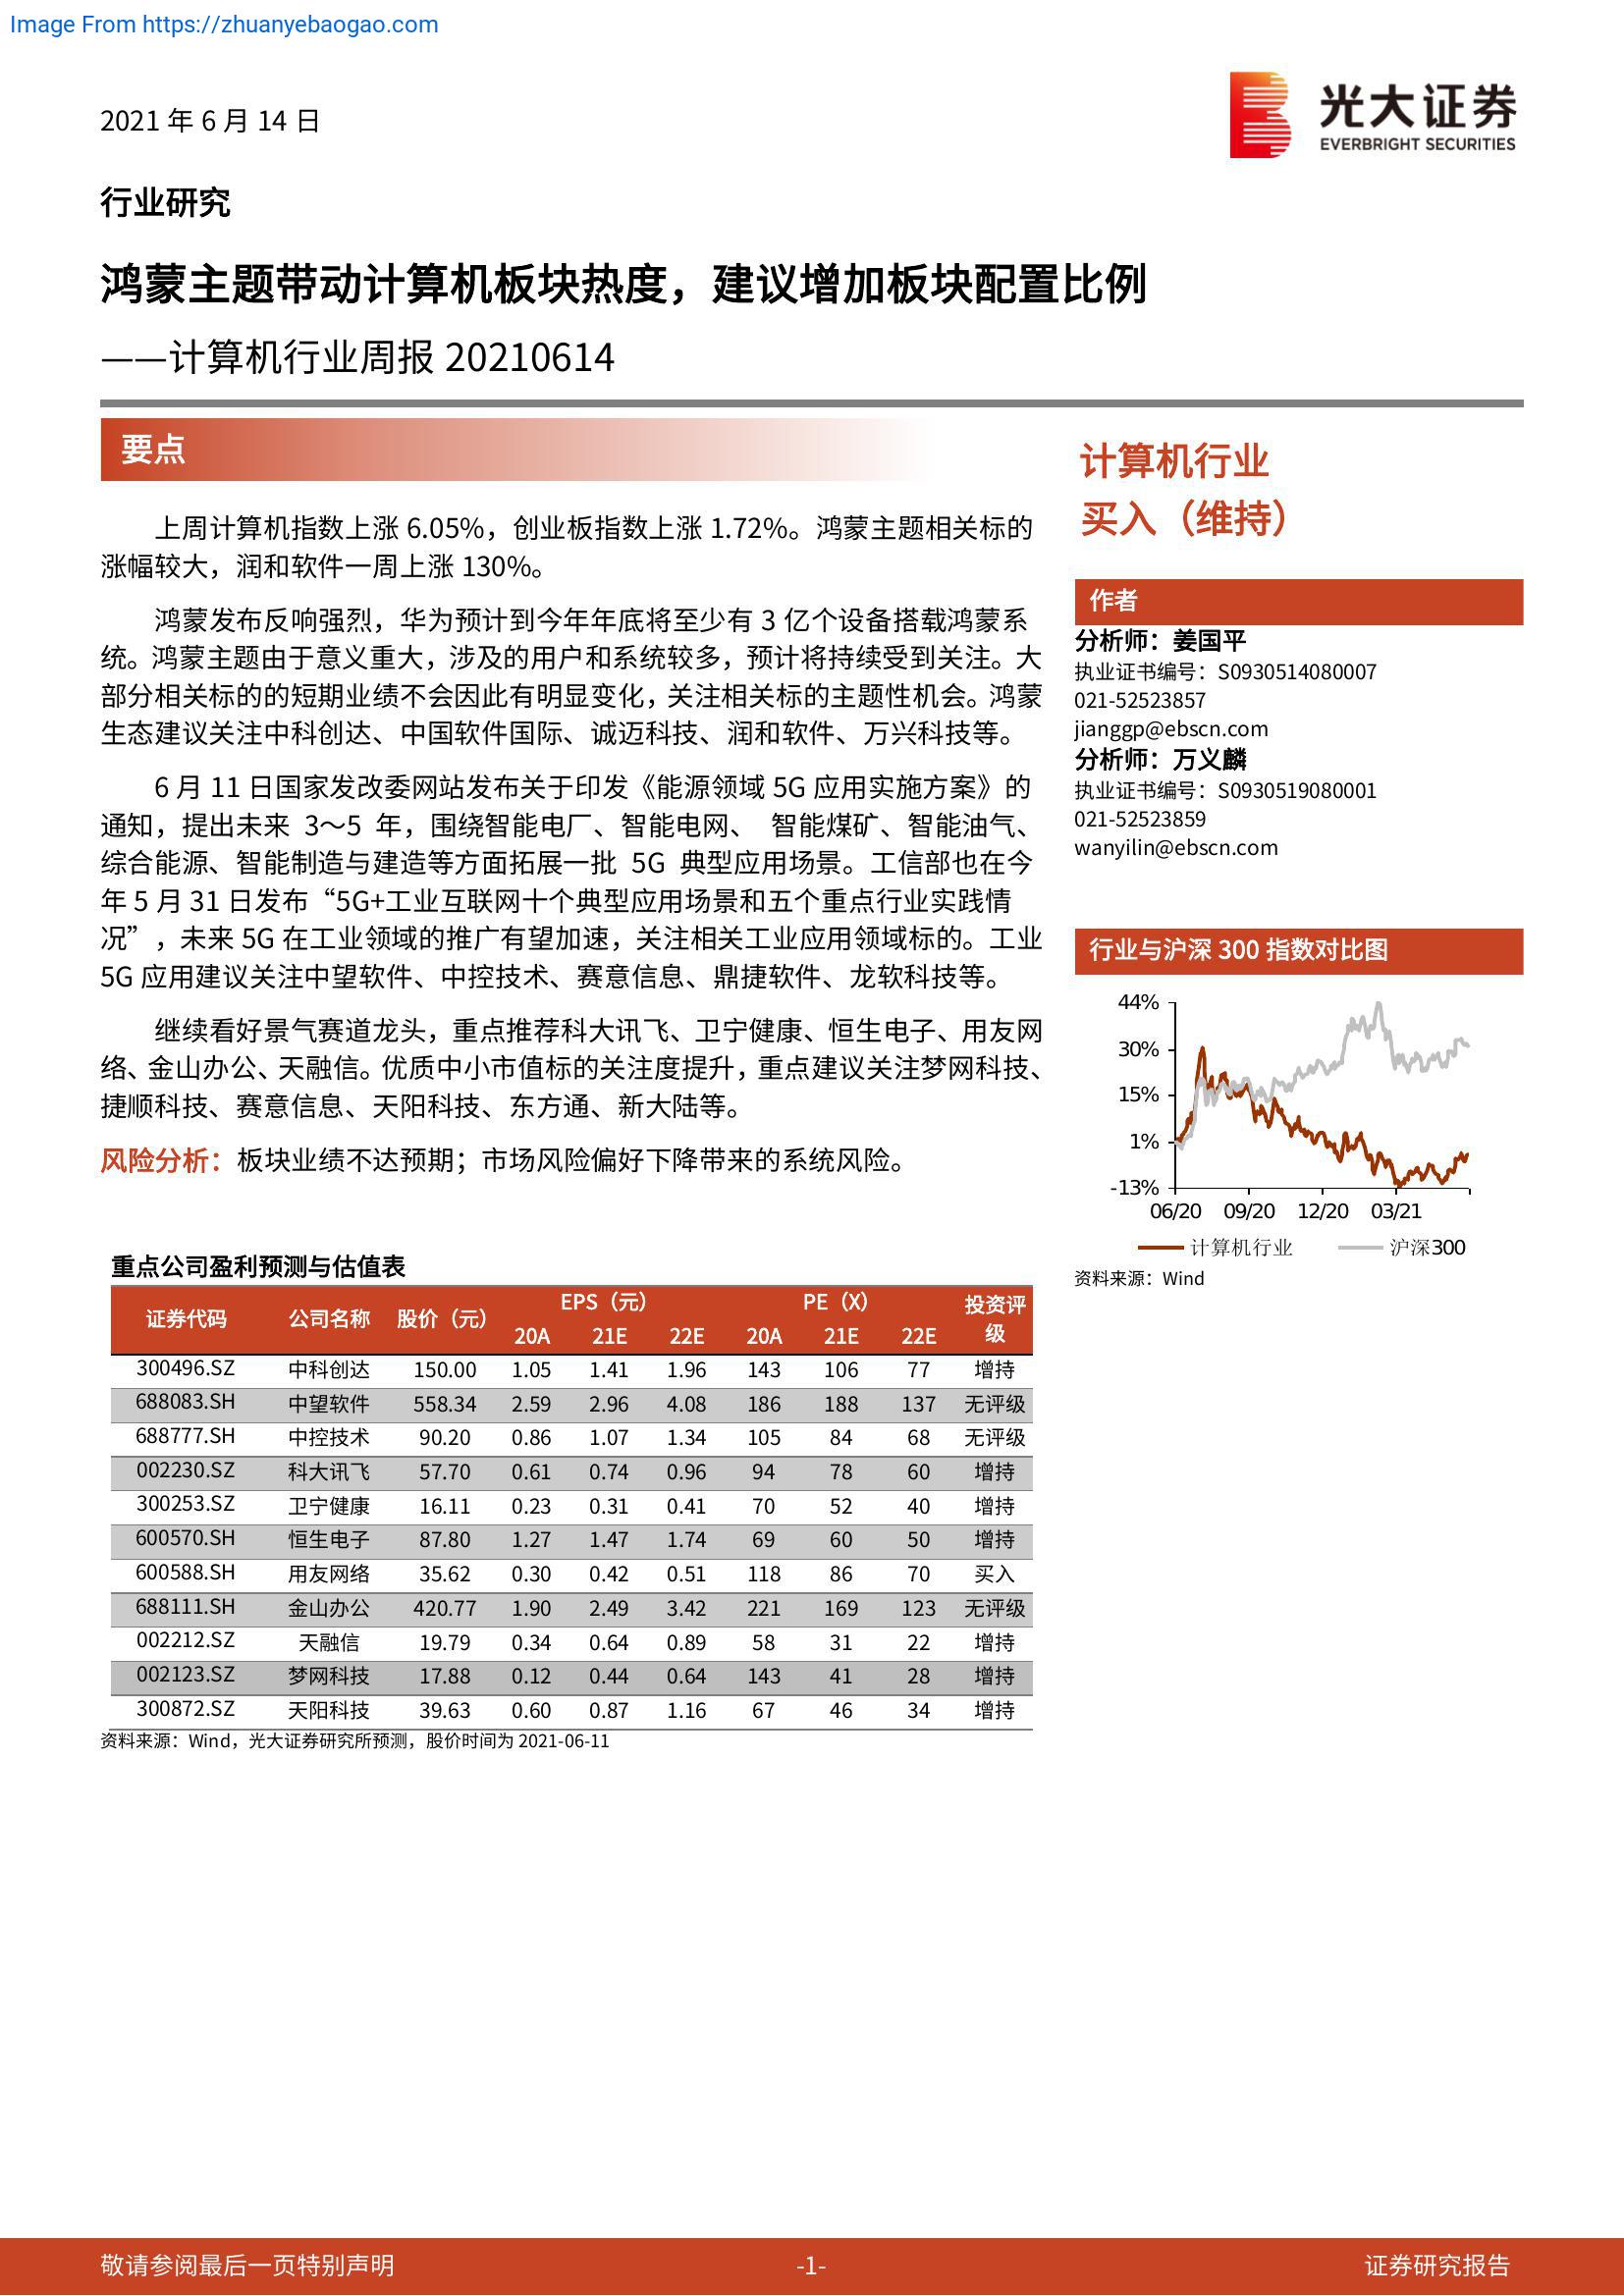 Image From https://zhuanyebaogao.com
2021 年 6 月 14 日
光大证券
EVERBRIGHT SECURITIES
行业研究
鸿蒙主题带动计算机板块热度，建议增加板块配置比例
——计算机行业周报 20210614
要点
上周计算机指数上涨 6.05%，创业板指数上涨 1.72%。鸿蒙主题相关标的
涨幅较大，润和软件一周上涨 130%。
鸿蒙发布反响强烈，华为预计到今年年底将至少有 3 亿个设备搭载鸿蒙系
统。鸿蒙主题由于意义重大，涉及的用户和系统较多，预计将持续受到关注。大
部分相关标的的短期业绩不会因此有明显变化，关注相关标的主题性机会。鸿蒙
生态建议关注中科创达、中国软件国际、诚迈科技、润和软件、万兴科技等。
6 月 11 日国家发改委网站发布关于印发《能源领域 5G 应用实施方案》的
通知，提出未来 3～5 年，围绕智能电厂、智能电网、 智能煤矿、智能油气、
综合能源、智能制造与建造等方面拓展一批 5G 典型应用场景。工信部也在今
年 5 月 31 日发布“5G+工业互联网十个典型应用场景和五个重点行业实践情
况”，未来 5G 在工业领域的推广有望加速，关注相关工业应用领域标的。工业
5G 应用建议关注中望软件、中控技术、赛意信息、鼎捷软件、龙软科技等。
继续看好景气赛道龙头，重点推荐科大讯飞、卫宁健康、恒生电子、用友网
络、金山办公、天融信。优质中小市值标的关注度提升，重点建议关注梦网科技、
捷顺科技、赛意信息、天阳科技、东方通、新大陆等。
风险分析：板块业绩不达预期；市场风险偏好下降带来的系统风险。
重点公司盈利预测与估值表
证券代码 公司名称 股价（元） EPS（元） PE（X） 投资评级
20A 21E 22E 20A 21E 22E
300496.SZ 中科创达 150.00 1.05 1.41 1.96 143 106 77 增持
688083.SH 中望软件 558.34 2.59 2.96 4.08 186 188 137 无评级
688777.SH 中控技术 90.20 0.86 1.07 1.34 105 84 68 无评级
002230.SZ 科大讯飞 57.70 0.61 0.74 0.96 94 78 60 增持
300253.SZ 卫宁健康 16.11 0.23 0.31 0.41 70 52 40 增持
600570.SH 恒生电子 87.80 1.27 1.47 1.74 69 60 50 增持
600588.SH 用友网络 35.62 0.30 0.42 0.51 118 86 70 买入
688111.SH 金山办公 420.77 1.90 2.49 3.42 221 169 123 无评级
002212.SZ 天融信 19.79 0.34 0.64 0.89 58 31 22 增持
002123.SZ 梦网科技 17.88 0.12 0.44 0.64 143 41 28 增持
300872.SZ 天阳科技 39.63 0.60 0.87 1.16 67 46 34 增持
资料来源：Wind，光大证券研究所预测，股价时间为 2021-06-11
计算机行业
买入（维持）
作者
分析师：姜国平
执业证书编号：S0930514080007
021-52523857
jianggp@ebscn.com
分析师：万义麟
执业证书编号：S0930519080001
021-52523859
wanyilin@ebscn.com
行业与沪深 300 指数对比图
44%
30%
15%
1%
-13%
06/20 09/20 12/20 03/21
计算机行业 沪深300
资料来源：Wind
敬请参阅最后一页特别声明 -1- 证券研究报告